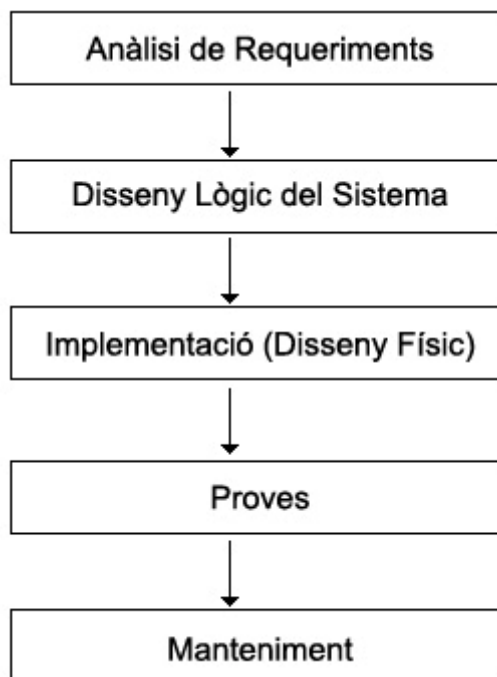 Anàlisi de Requeriments
Disseny Lògic del Sistema
Implementació (Disseny Físic)
Proves
Manteniment